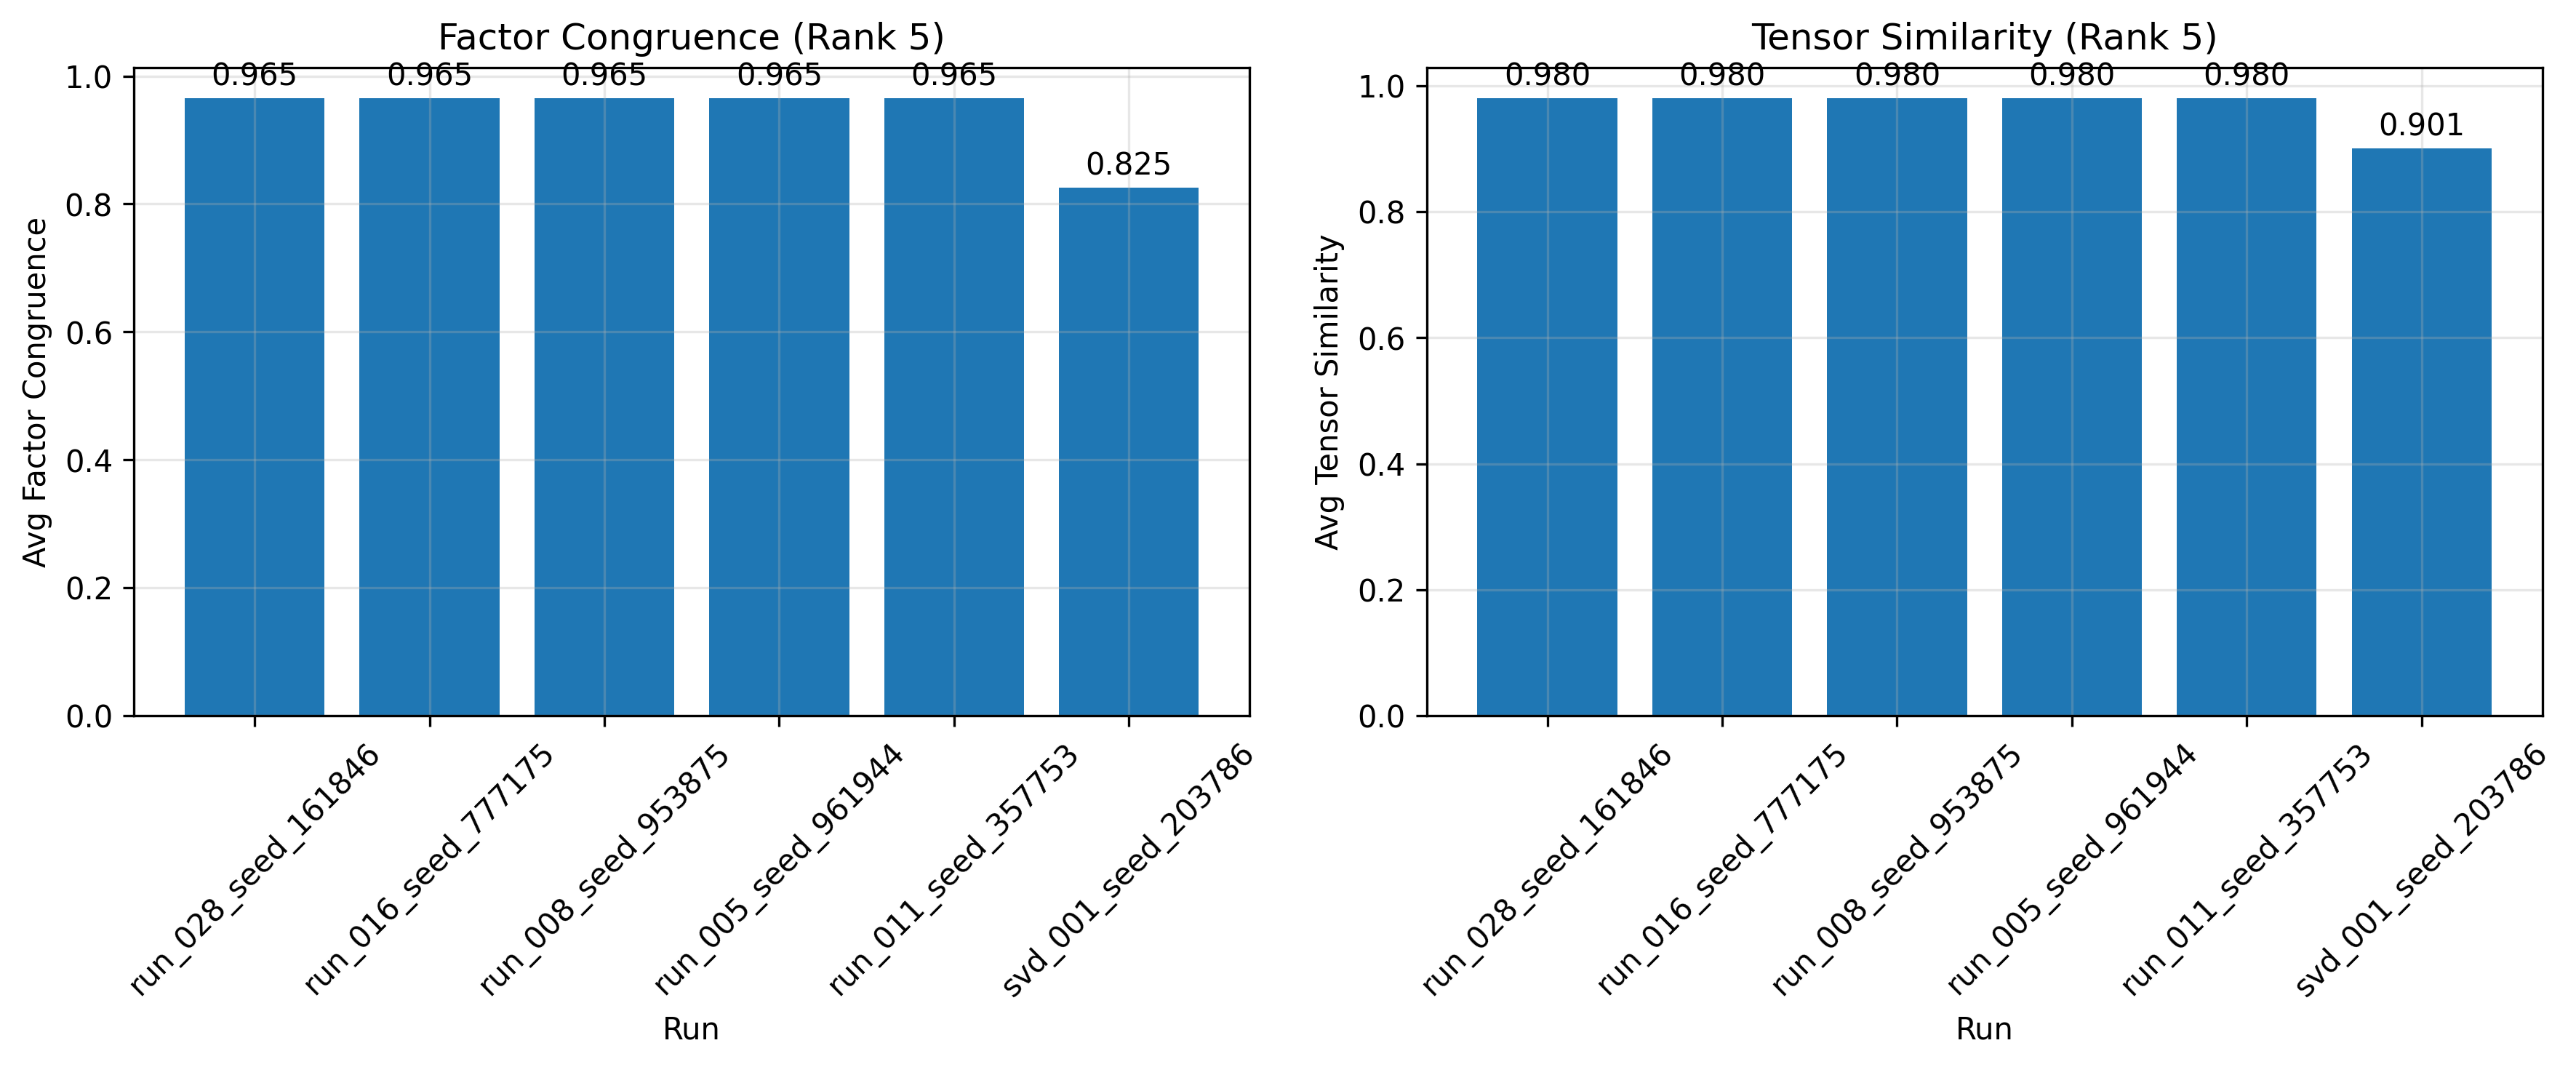 Factor Congruence (Rank 5)
Avg Factor Congruence
1.0
0.8
0.6
0.4
0.2
0.0
0.965
0.965
0.965
0.965
0.965
0.825
run_028_seed_161846
run_016_seed_777175
run_008_seed_953875
run_005_seed_961944
run_011_seed_357753
svd_001_seed_203786
Run
Tensor Similarity (Rank 5)
Avg Tensor Similarity
1.0
0.8
0.6
0.4
0.2
0.0
0.980
0.980
0.980
0.980
0.980
0.901
run_028_seed_161846
run_016_seed_777175
run_008_seed_953875
run_005_seed_961944
run_011_seed_357753
svd_001_seed_203786
Run